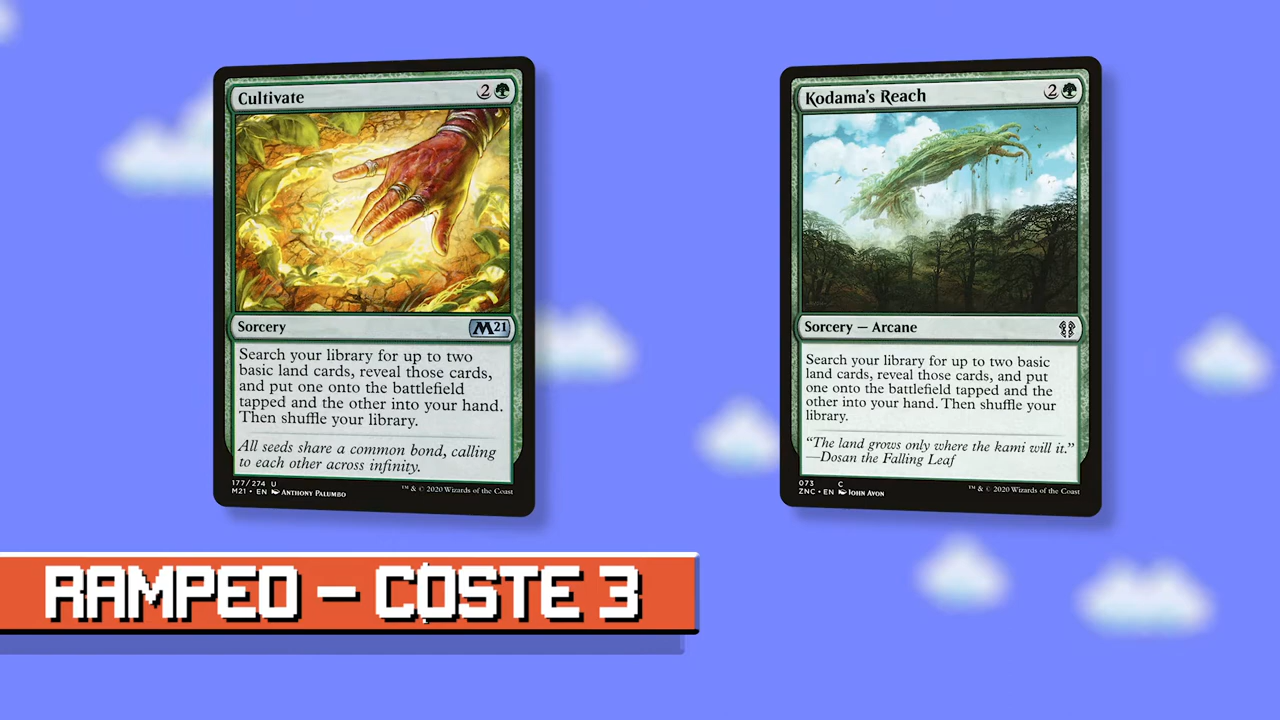 Cultivate 2
Sorcery M21
Search your library for up to two
basic land cards, reveal those cards,
and put one onto the battlefield
tapped and the other into your hand.
Then shuffle your library.
All seeds share a common bond, calling
to each other across infinity.
177/274 U
M21 • EN Anthony Palumbo
™ & © 2020 Wizards of the Coast
Kodama's Reach 2
Sorcery — Arcane
Search your library for up to two basic
land cards, reveal those cards, and put
one onto the battlefield tapped and the
other into your hand. Then shuffle your
library.
“The land grows only where the kami will it.”
—Dosan the Falling Leaf
073 C
ZNC • EN John Avon
™ & © 2020 Wizards of the Coast
RAMPEO – COSTE 3